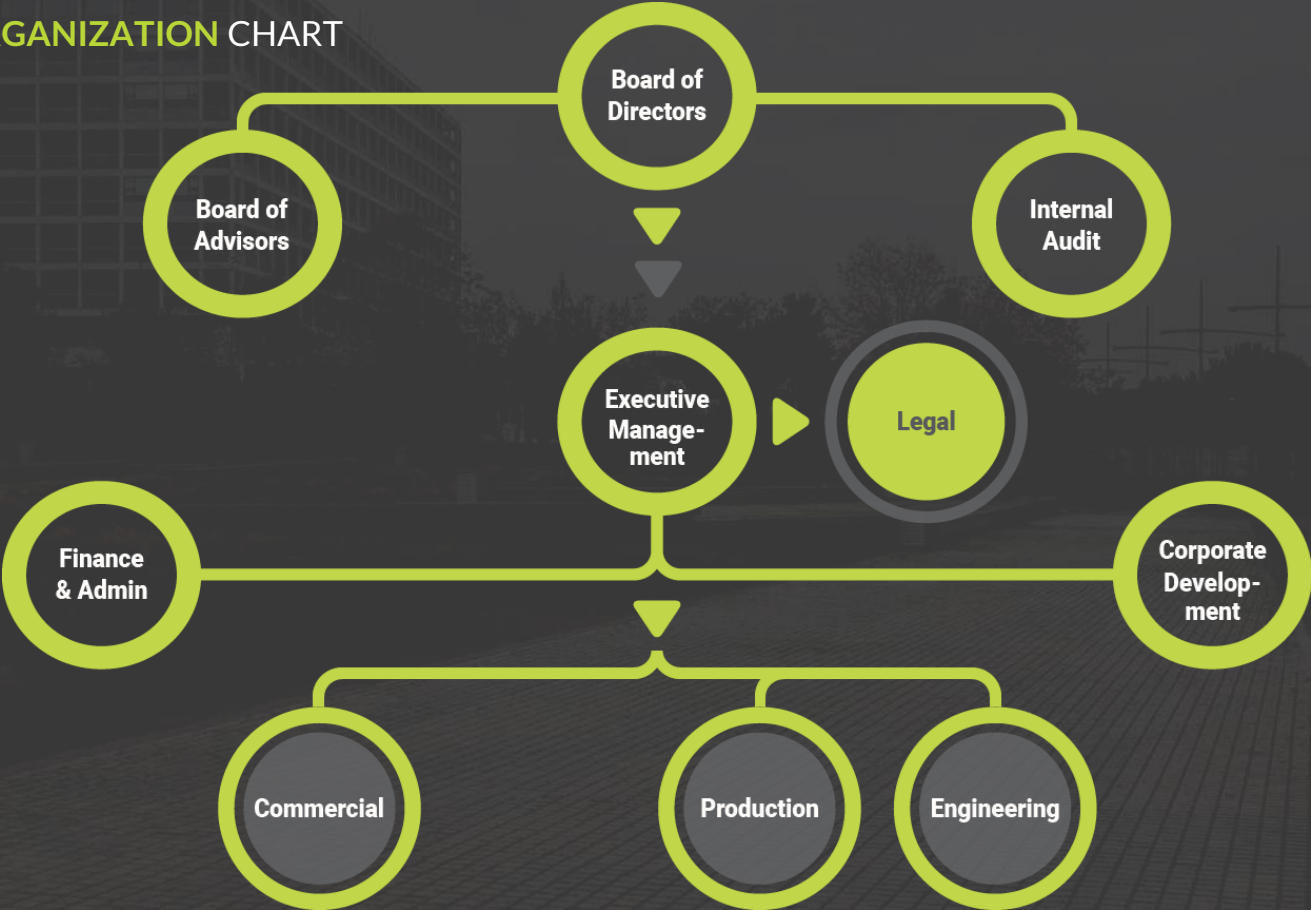 GANIZATION CHART
Board of
Directors
Board of
Advisors
Internal
Audit
Executive
Manage-
ment
Legal
Finance
& Admin
Corporate
Develop-
ment
Commercial
Production
Engineering